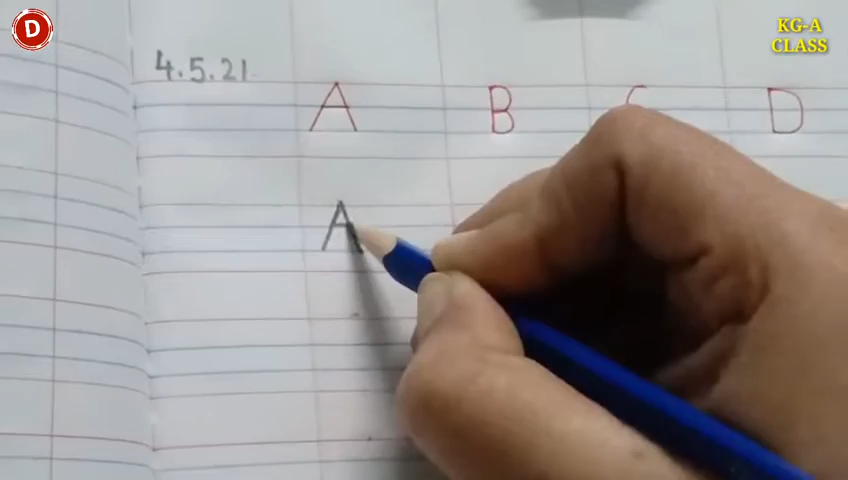 D
KG-A
CLASS
4.5.21 A B C D
A